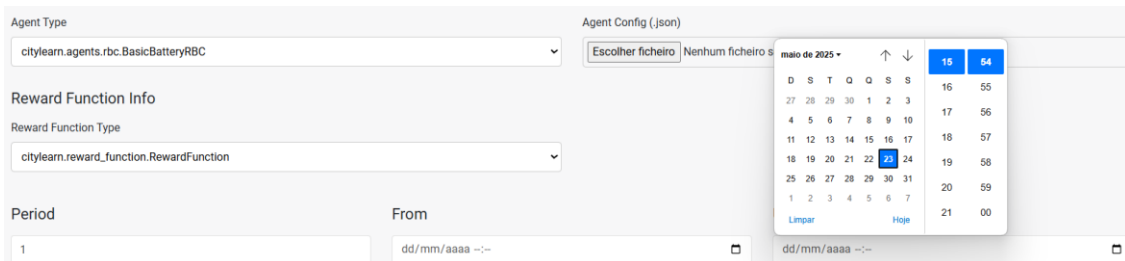 Agent Type
citylearn.agents.rbc.BasicBatteryRBC
Agent Config (.json)
Escolher ficheiro Nenhum ficheiro s
Reward Function Info
Reward Function Type
citylearn.reward_function.RewardFunction
Period
1
From
dd/mm/aaaa --:--
dd/mm/aaaa --:--
maio de 2025
D S T Q Q S S
27 28 29 30 1 2 3
4 5 6 7 8 9 10
11 12 13 14 15 16 17
18 19 20 21 22 23 24
25 26 27 28 29 30 31
1 2 3 4 5 6 7
Limpar Hoje
15 54
16 55
17 56
18 57
19 58
20 59
21 00